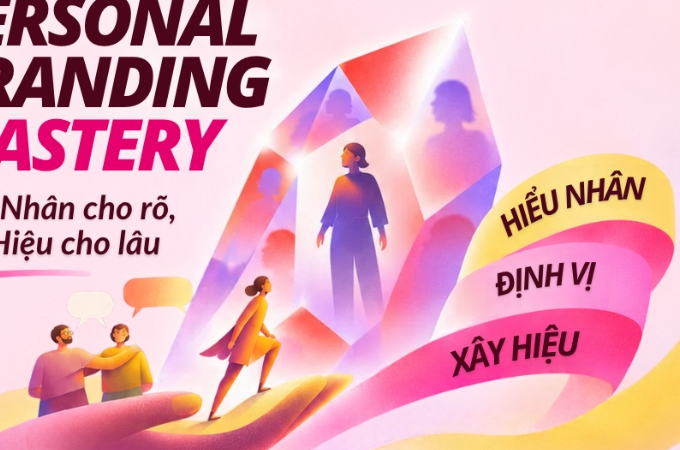 ERSONAL
RANDING
ASTERY
Nhân cho rõ,
Hiệu cho lâu
HIỂU NHÂN
ĐỊNH VỊ
XÂY HIỆU